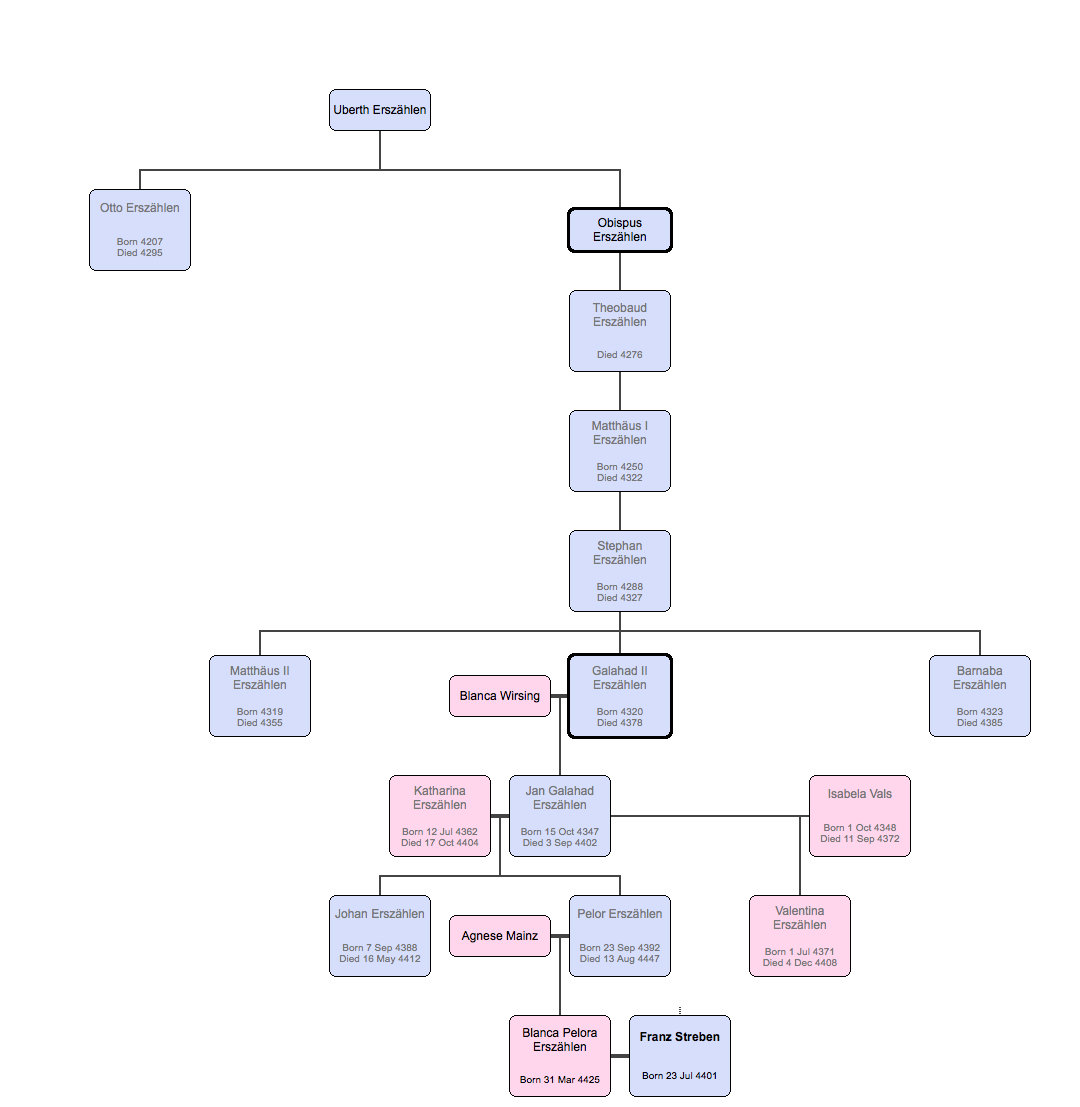 Uberth Erszählen
Otto Erszählen
Born 4207
Died 4295
Obispus
Erszählen
Theobaud
Erszählen
Died 4276
Matthäus I
Erszählen
Born 4250
Died 4322
Stephan
Erszählen
Born 4288
Died 4327
Matthäus II
Erszählen
Born 4319
Died 4355
Blanca Wirsing
Galahad II
Erszählen
Born 4320
Died 4378
Barnaba
Erszählen
Born 4323
Died 4385
Katharina
Erszählen
Born 12 Jul 4362
Died 17 Oct 4404
Jan Galahad
Erszählen
Born 15 Oct 4347
Died 3 Sep 4402
Isabela Vals
Born 1 Oct 4348
Died 11 Sep 4372
Johan Erszählen
Born 7 Sep 4388
Died 16 May 4412
Agnese Mainz
Pelor Erszählen
Born 23 Sep 4392
Died 13 Aug 4447
Valentina
Erszählen
Born 1 Jul 4371
Died 4 Dec 4408
Blanca Pelora
Erszählen
Born 31 Mar 4425
Franz Streben
Born 23 Jul 4401